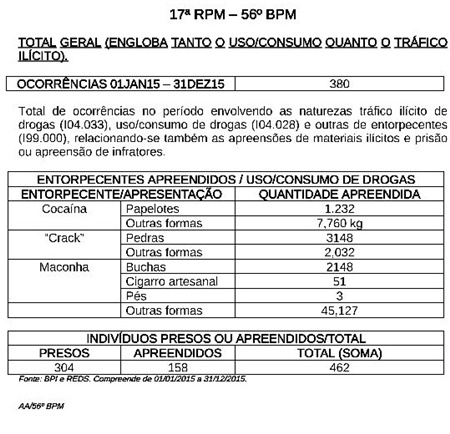 17ª RPM – 56º BPM
TOTAL GERAL (ENGLOBA TANTO O USO/CONSUMO QUANTO O TRÁFICO
ILÍCITO).
OCORRÊNCIAS 01JAN15 – 31DEZ15 380
Total de ocorrências no período envolvendo as naturezas tráfico ilícito de
drogas (I04.033), uso/consumo de drogas (I04.028) e outras de entorpecentes
(I99.000), relacionando-se também as apreensões de materiais ilícitos e prisão
ou apreensão de infratores.
ENTORPECENTES APREENDIDOS / USO/CONSUMO DE DROGAS
ENTORPECENTE/APRESENTAÇÃO QUANTIDADE APREENDIDA
Cocaína Papelotes 1.232
Outras formas 7,760 kg
“Crack” Pedras 3148
Outras formas 2,032
Maconha Buchas 2148
Cigarro artesanal 51
Pés 3
Outras formas 45,127
INDIVÍDUOS PRESOS OU APREENDIDOS/TOTAL
PRESOS APREENDIDOS TOTAL (SOMA)
304 158 462
Fonte: BPI e REDS. Compreende de 01/01/2015 a 31/12/2015.
AA/56º BPM